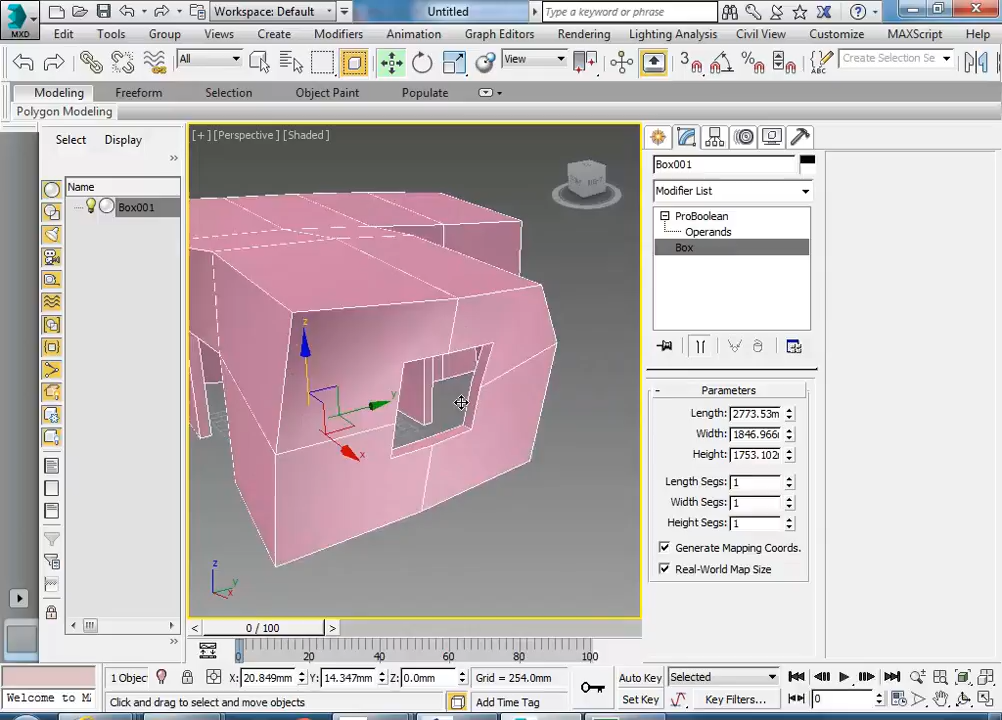 MXD
Workspace: Default
Untitled
Type a keyword or phrase
Edit Tools Group Views Create Modifiers Animation Graph Editors Rendering Lighting Analysis Civil View Customize MAXScript Help
All
View
3
ABC
Create Selection Se
Modeling Freeform Selection Object Paint Populate
Polygon Modeling
Select Display
Name
Box001
[+] [Perspective] [Shaded]
z
y
x
z
y
x
Box001
Modifier List
ProBoolean
Operands
Box
Parameters
Length: 2773.53m
Width: 1846.966
Height: 1753.102
Length Segs: 1
Width Segs: 1
Height Segs: 1
Generate Mapping Coords.
Real-World Map Size
< 0 / 100 >
0 20 40 60 80 100
1 Object X: 20.849mm Y: 14.347mm Z: 0.0mm Grid = 254.0mm Auto Key Selected
Welcome to M Click and drag to select and move objects Add Time Tag Set Key Key Filters... 0